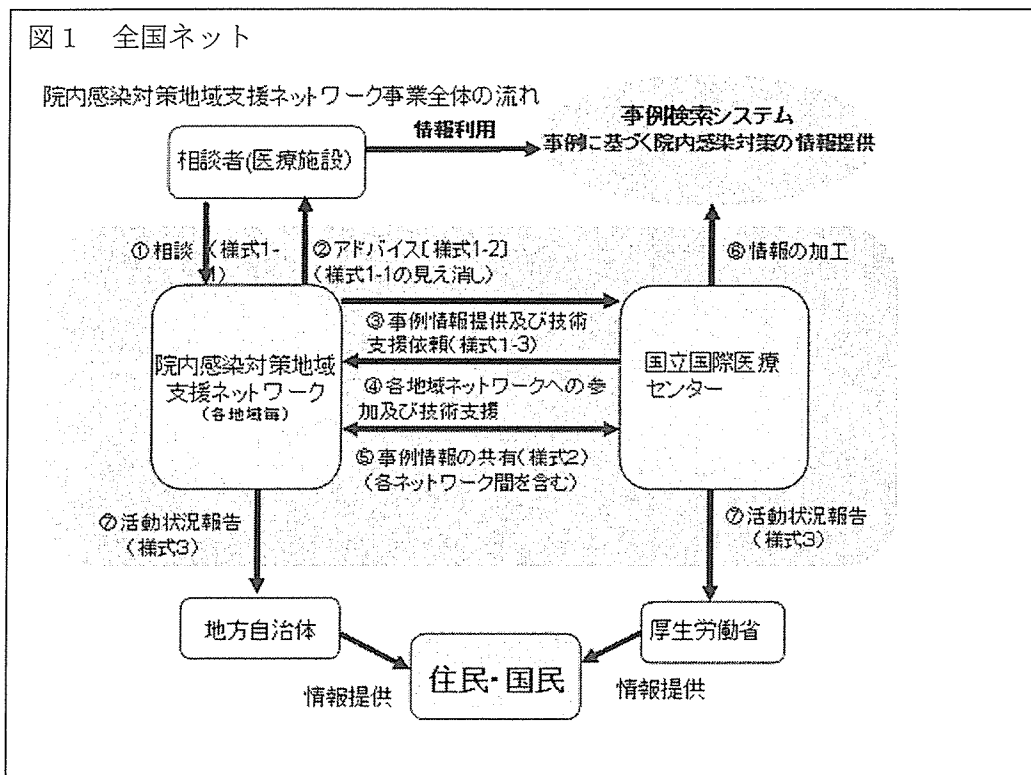 図1 全国ネット
院内感染対策地域支援ネットワーク事業全体の流れ
情報利用
事例検索システム
事例に基づく院内感染対策の情報提供
相談者(医療施設)
①相談 (様式1-
1)
②アドバイス[様式1-2]
(様式1-1の見え消し)
⑥情報の加工
③事例情報提供及び技術
支援依頼(様式1-3)
院内感染対策地域
支援ネットワーク
(各地域毎)
国立国際医療
センター
④各地域ネットワークへの参
加及び技術支援
⑤事例情報の共有(様式2)
(各ネットワーク間を含む)
⑦活動状況報告
(様式3)
⑦活動状況報告
(様式3)
地方自治体
厚生労働省
住民・国民
情報提供
情報提供